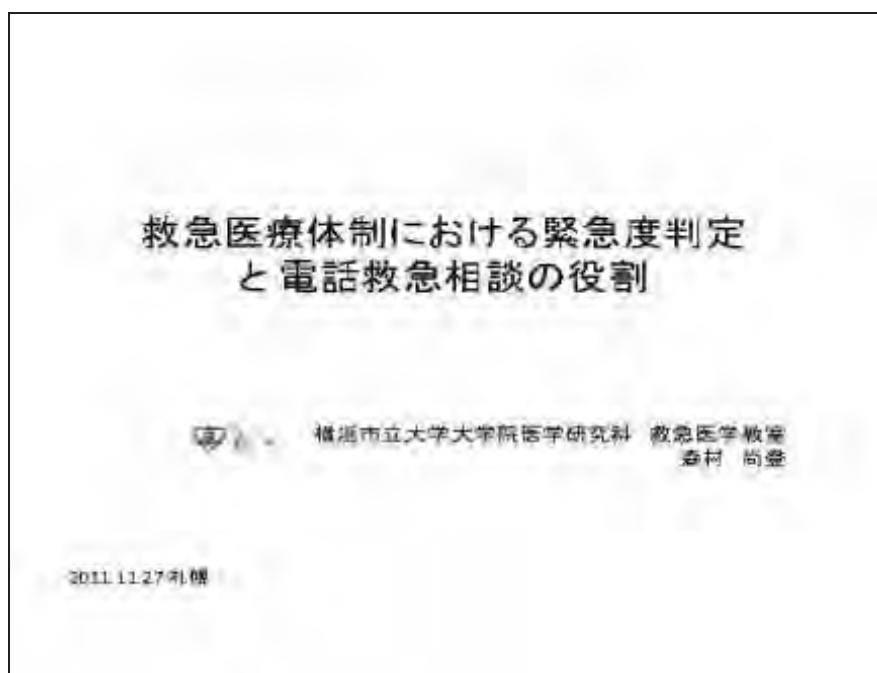 救急医療体制における緊急度判定
と電話救急相談の役割
横浜市立大学大学院医学研究科 救急医学教室
森村 尚登
2011.11.27 札幌